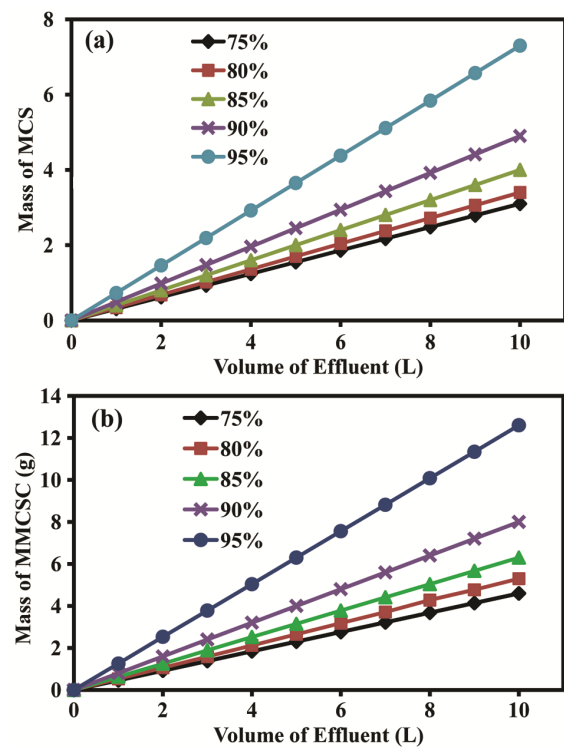 8
(a)
75%
80%
6
85%
90%
95%
4
2
0
0 2 4 6 8 10
Mass of MCS
Volume of Effluent (L)
14
(b)
75%
12
80%
85%
10
90%
95%
8
6
4
2
0
0 2 4 6 8 10
Mass of MMCSC (g)
Volume of Effluent (L)